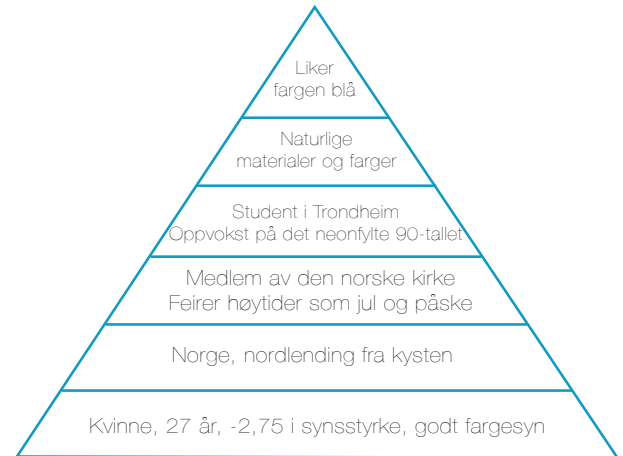 Liker
fargen blå
Naturlige
materialer og farger
Student i Trondheim
Oppvokst på det neonfylte 90-tallet
Medlem av den norske kirke
Feirer høytider som jul og påske
Norge, nordlending fra kysten
Kvinne, 27 år, -2,75 i synsstyrke, godt fargesyn